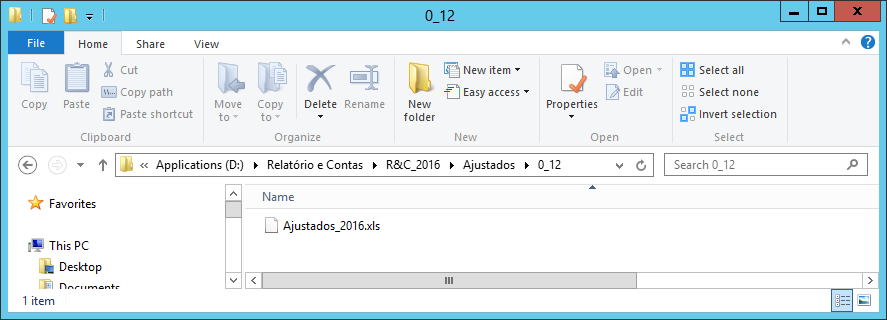 0_12
File Home Share View
Copy
Paste
Cut
Copy path
Paste shortcut
Clipboard
Move to
Copy to
Delete
Rename
Organize
New folder
New item
Easy access
New
Properties
Open
Edit
Open
Select all
Select none
Invert selection
Select
« Applications (D:) Relatório e Contas R&C_2016 Ajustados 0_12
Search 0_12
Favorites
This PC
Desktop
Documents
Name
Ajustados_2016.xls
1 item